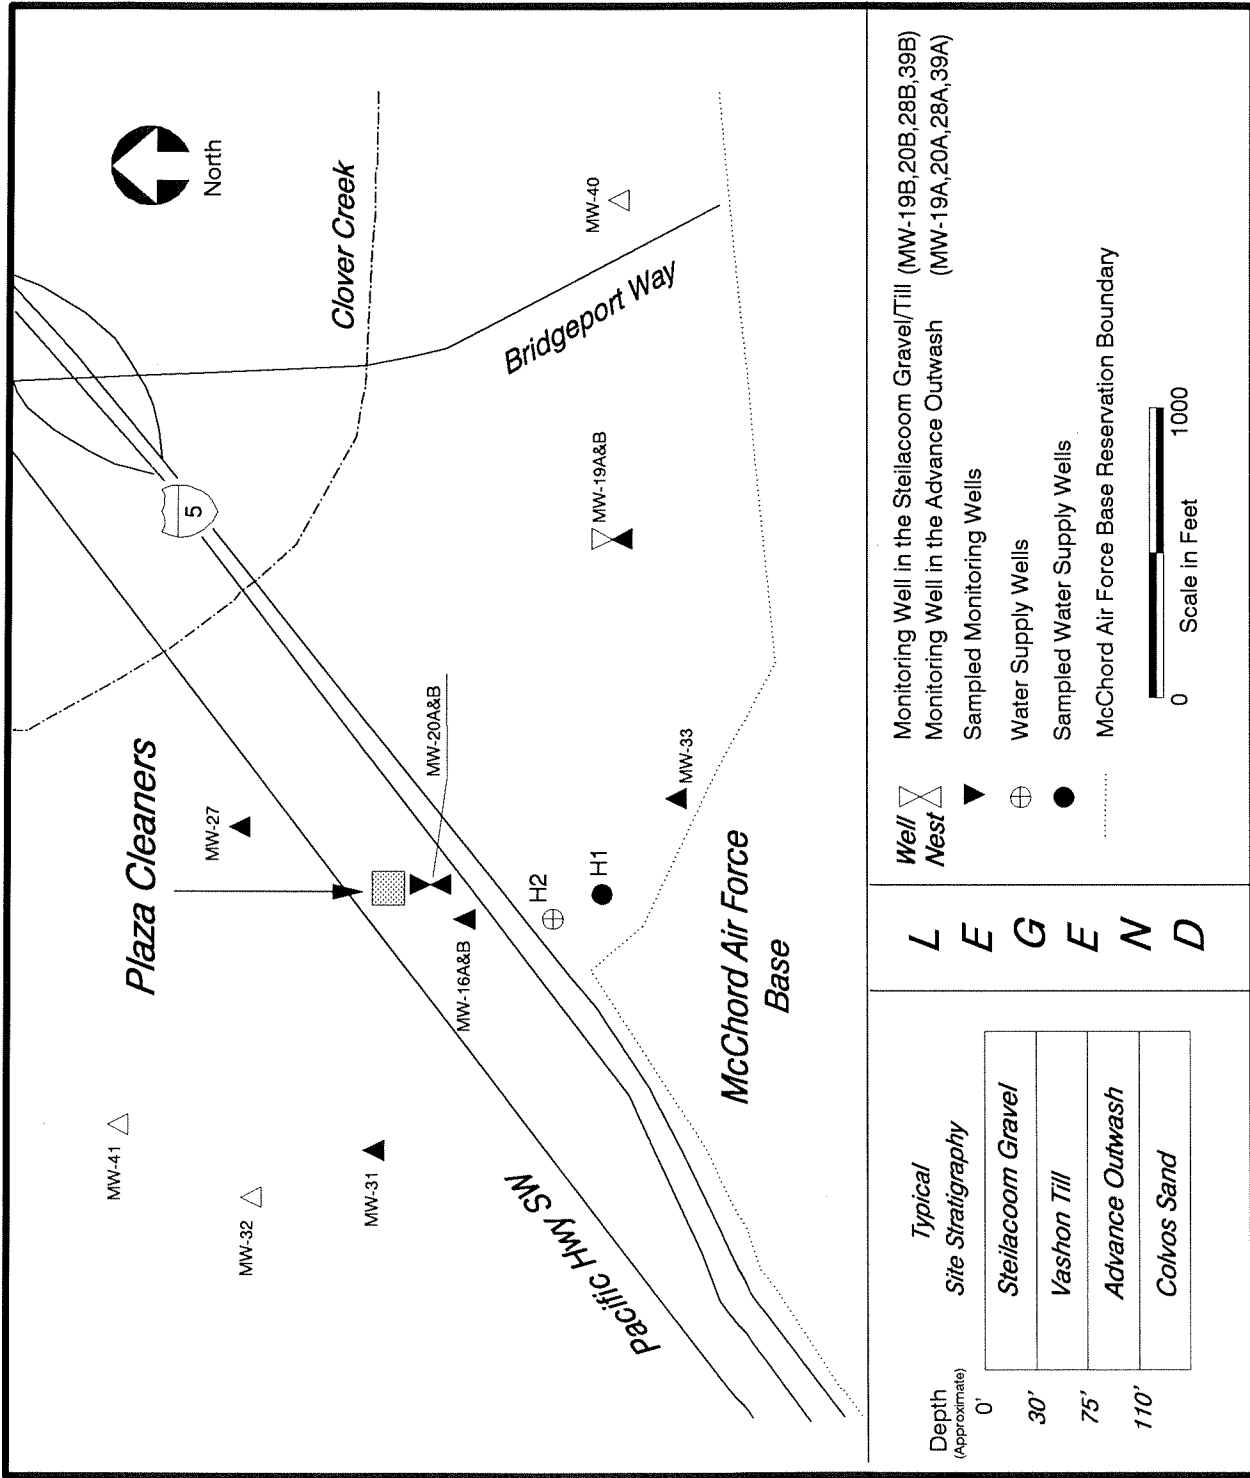 North
Clover Creek
5
Plaza Cleaners
MW-41
MW-32
MW-31
MW-27
MW-20A&B
MW-16A&B
H2
H1
MW-33
MW-19A&B
MW-40
Bridgeport Way
Pacific Hwy SW
McChord Air Force
Base
Typical
Site Stratigraphy
Depth
(Approximate)
0'
Steilacoom Gravel
30'
Vashon Till
75'
Advance Outwash
110'
Colvos Sand
LEGEND
Well
Nest
Monitoring Well in the Steilacoom Gravel/Till (MW-19B,20B,28B,39B)
Monitoring Well in the Advance Outwash (MW-19A,20A,28A,39A)
Sampled Monitoring Wells
Water Supply Wells
Sampled Water Supply Wells
McChord Air Force Base Reservation Boundary
0 1000
Scale in Feet